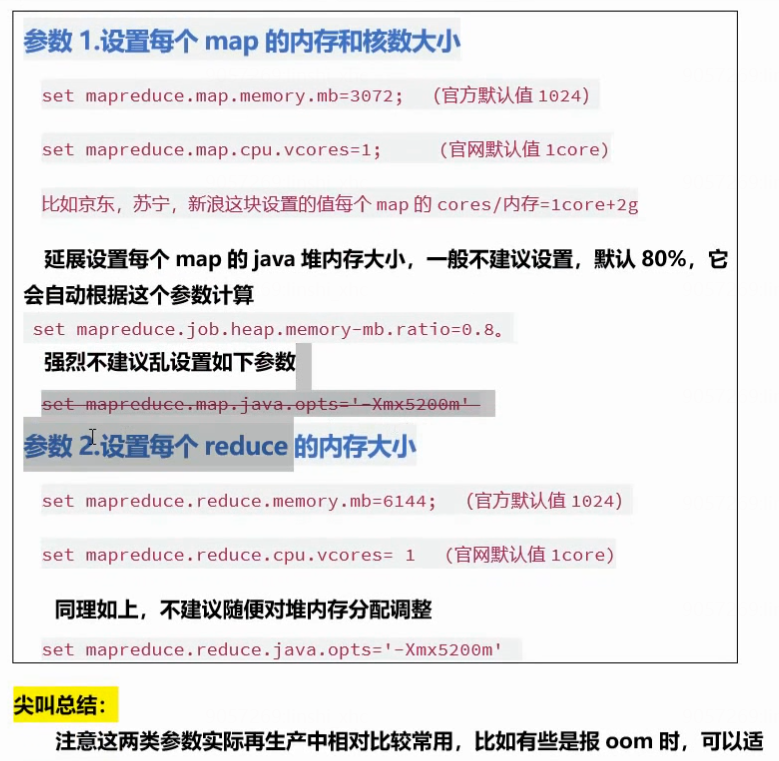 参数 1.设置每个 map 的内存和核数大小
set mapreduce.map.memory.mb=3072; （官方默认值 1024）
set mapreduce.map.cpu.vcores=1; （官网默认值 1core）
比如京东，苏宁，新浪这块设置的值每个 map 的 cores/内存=1core+2g
延展设置每个 map 的 java 堆内存大小，一般不建议设置，默认 80%，它
会自动根据这个参数计算
set mapreduce.job.heap.memory-mb.ratio=0.8。
强烈不建议乱设置如下参数
set mapreduce.map.java.opts='-Xmx5200m'
参数 2.设置每个 reduce 的内存大小
set mapreduce.reduce.memory.mb=6144; （官方默认值 1024）
set mapreduce.reduce.cpu.vcores= 1 （官网默认值 1core）
同理如上，不建议随便对堆内存分配调整
set mapreduce.reduce.java.opts='-Xmx5200m'
尖叫总结：
注意这两类参数实际再生产中相对比较常用，比如有些是报 oom 时，可以适